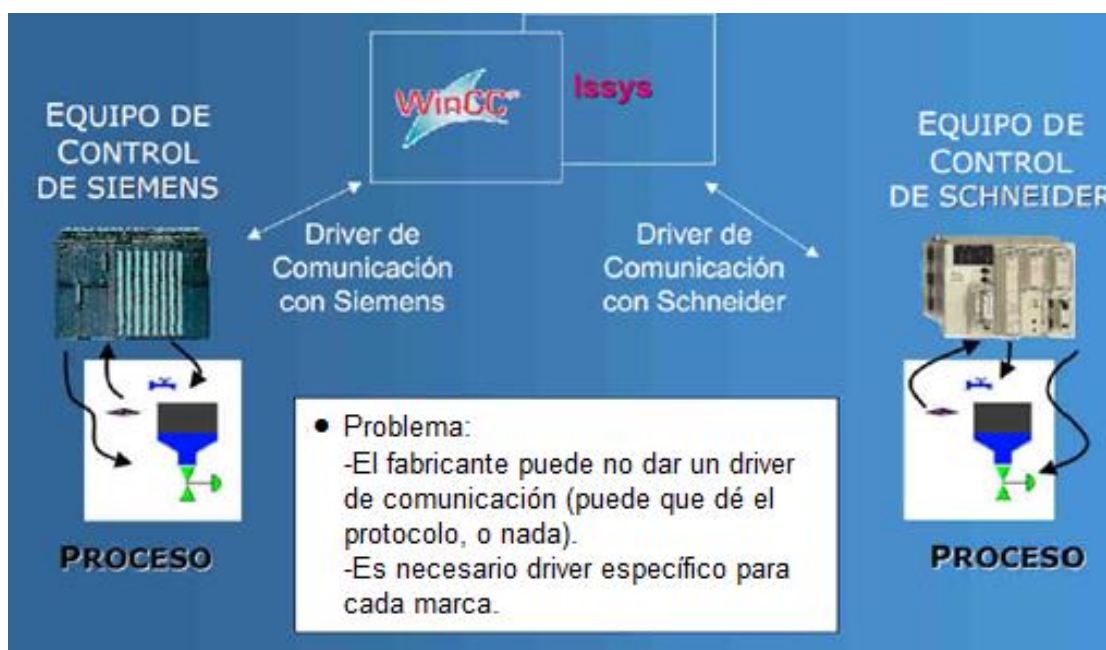 WinCC
Issys
EQUIPO DE
CONTROL
DE SIEMENS
EQUIPO DE
CONTROL
DE SCHNEIDER
Driver de
Comunicación
con Siemens
Driver de
Comunicación
con Schneider
● Problema:
-El fabricante puede no dar un driver
de comunicación (puede que dé el
protocolo, o nada).
-Es necesario driver específico para
cada marca.
PROCESO
PROCESO